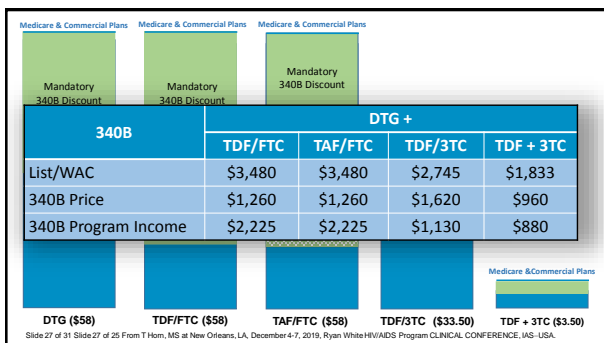 Medicare & Commercial Plans Medicare & Commercial Plans Medicare & Commercial Plans
Mandatory
340B Discount
Mandatory
340B Discount
Mandatory
340B Discount
340B
DTG +
TDF/FTC TAF/FTC TDF/3TC TDF + 3TC
List/WAC $3,480 $3,480 $2,745 $1,833
340B Price $1,260 $1,260 $1,620 $960
340B Program Income $2,225 $2,225 $1,130 $880
Medicare &Commercial Plans
DTG ($58) TDF/FTC ($58) TAF/FTC ($58) TDF/3TC ($33.50) TDF + 3TC ($3.50)
Slide 27 of 31 Slide 27 of 25 From T Horn, MS at New Orleans, LA, December 4-7, 2019, Ryan White HIV/AIDS Program CLINICAL CONFERENCE, IAS–USA.